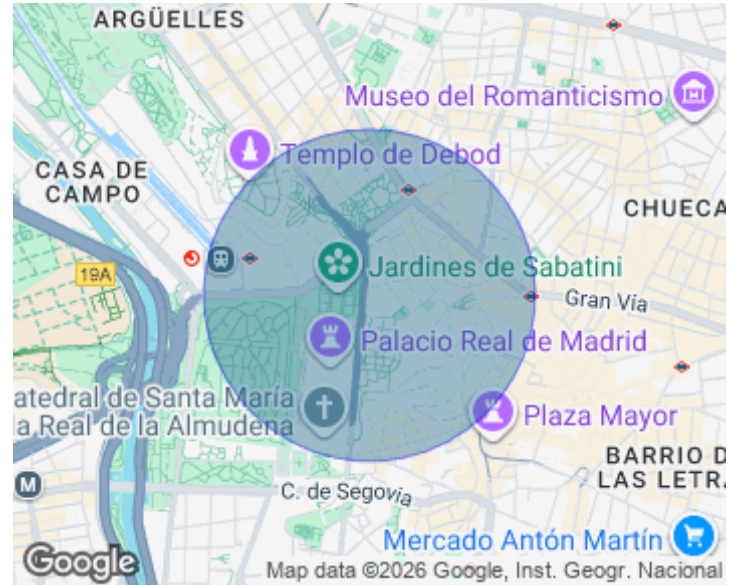 ARGÜELLES
Museo del Romanticismo
Templo de Debod
CASA DE
CAMPO
CHUECA
Jardines de Sabatini
19A
Gran Vía
Palacio Real de Madrid
atedral de Santa María
a Real de la Almudena
Plaza Mayor
BARRIO D
LAS LETR
M
C. de Segovia
Mercado Antón Martín
Google
Map data ©2026 Google, Inst. Geogr. Nacional